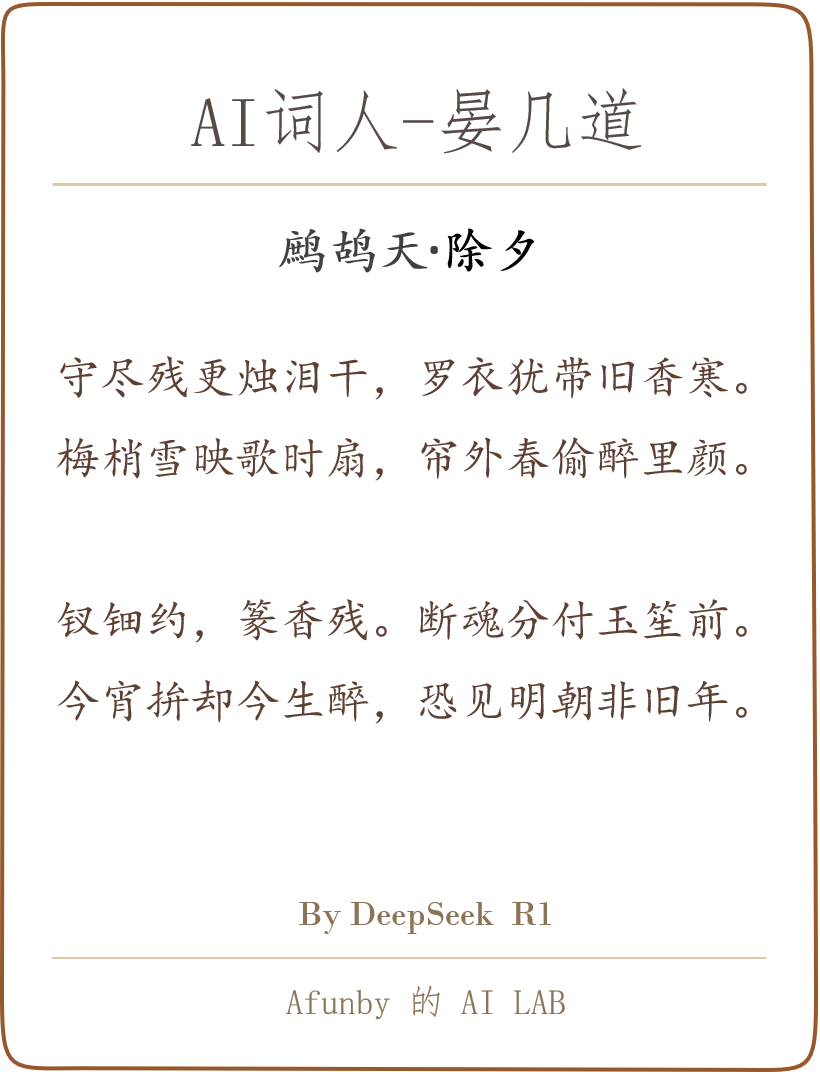 AI词人-晏几道
鹧鸪天·除夕
守尽残更烛泪干，罗衣犹带旧香寒。
梅梢雪映歌时扇，帘外春偷醉里颜。
钗钿约，篆香残。断魂分付玉笙前。
今宵拚却今生醉，恐见明朝非旧年。
By DeepSeek R1
Afunby 的 AI LAB